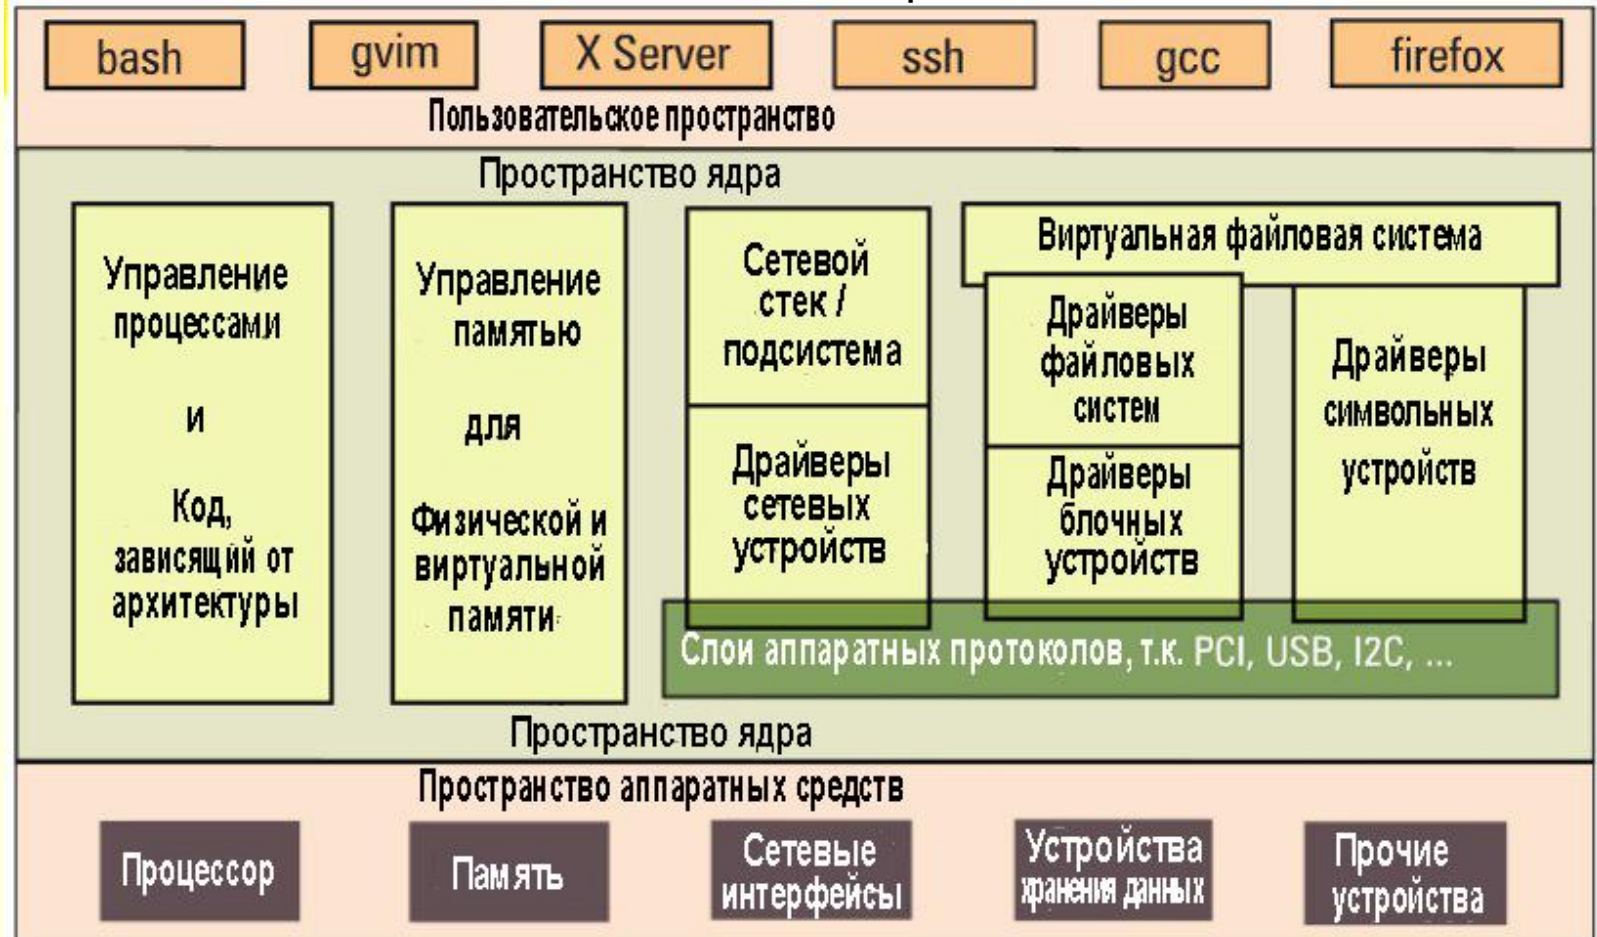 bash
gvim
X Server
ssh
gcc
firefox
Пользовательское пространство
Пространство ядра
Управление
процессами
и
Код,
зависящий от
архитектуры
Управление
памятью
для
Физической и
виртуальной
памяти
Сетевой
стек /
подсистема
Драйверы
сетевых
устройств
Виртуальная файловая система
Драйверы
файловых
систем
Драйверы
блочных
устройств
Драйверы
символьных
устройств
Слои аппаратных протоколов, т.к. PCI, USB, I2C, ...
Пространство ядра
Пространство аппаратных средств
Процессор
Память
Сетевые
интерфейсы
Устройства
хранения данных
Прочие
устройства